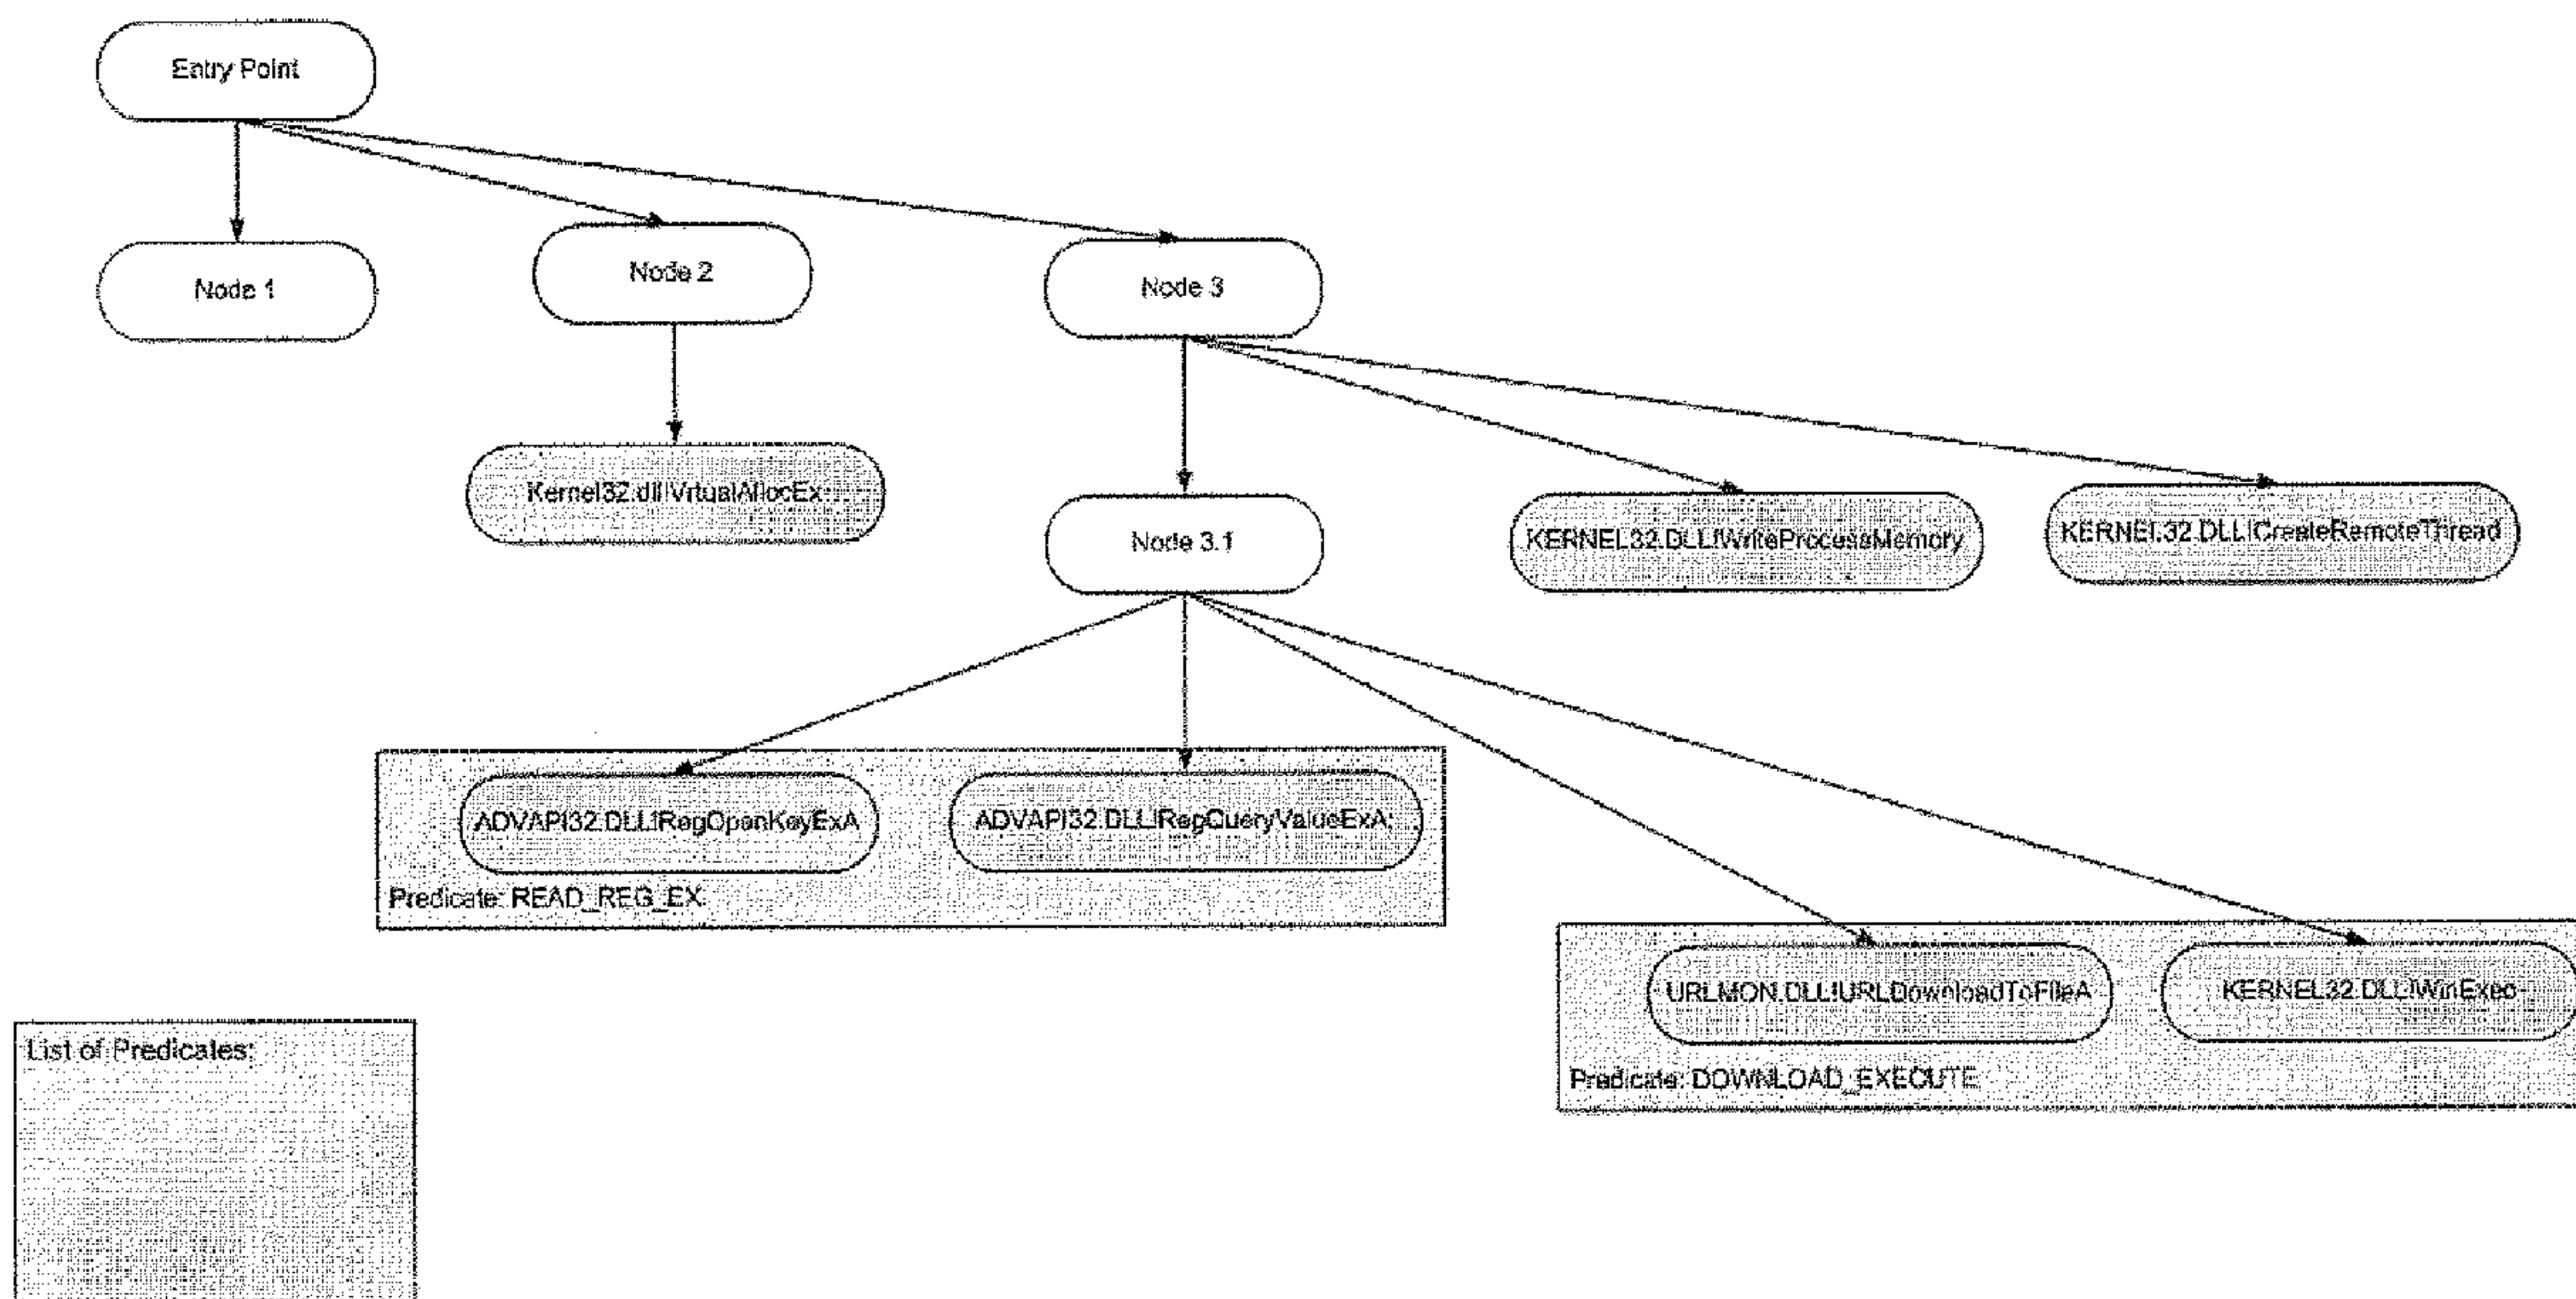 Entry Point
Node 1
Node 2
Node 3
Kernel32.dll!VrtualAllocEx
Node 3.1
KERNEL32.DLL!WriteProcessMemory
KERNEL32.DLL!CreateRemoteThread
ADVAPI32.DLL!RegOpenKeyExA
ADVAPI32.DLL!RegQueryValueExA
Predicate: READ_REG_EX
URLMON.DLL!URLDownloadToFileA
KERNEL32.DLL!WinExec
Predicate: DOWNLOAD_EXECUTE
List of Predicates: